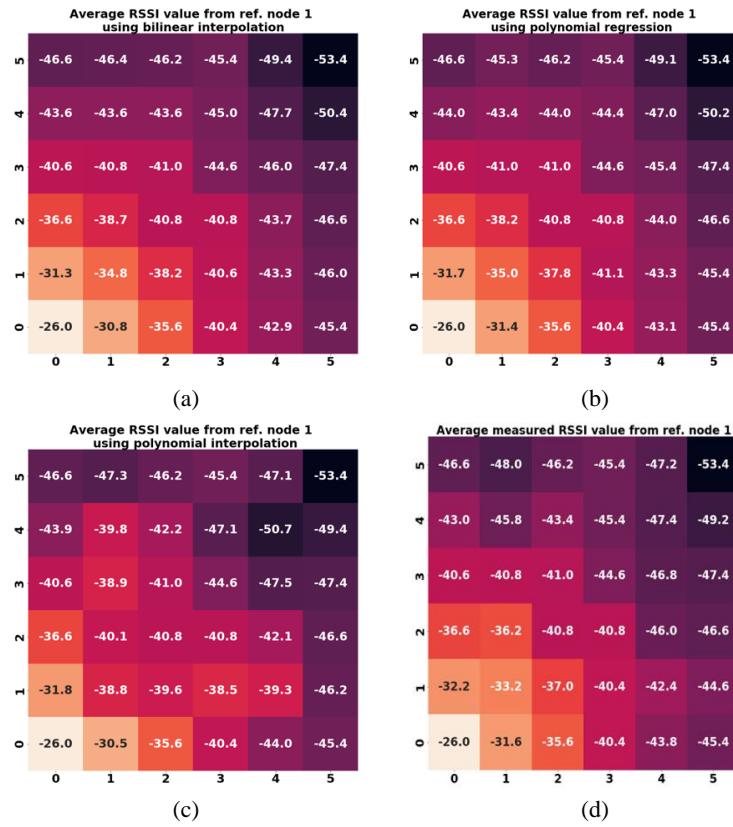 Average RSSI value from ref. node 1
using bilinear interpolation
5 -46.6 -46.4 -46.2 -45.4 -49.4 -53.4
4 -43.6 -43.6 -43.6 -45.0 -47.7 -50.4
3 -40.6 -40.8 -41.0 -44.6 -46.0 -47.4
2 -36.6 -38.7 -40.8 -40.8 -43.7 -46.6
1 -31.3 -34.8 -38.2 -40.6 -43.3 -46.0
0 -26.0 -30.8 -35.6 -40.4 -42.9 -45.4
0 1 2 3 4 5
(a)
Average RSSI value from ref. node 1
using polynomial regression
5 -46.6 -45.3 -46.2 -45.4 -49.1 -53.4
4 -44.0 -43.4 -44.0 -44.4 -47.0 -50.2
3 -40.6 -41.0 -41.0 -44.6 -45.4 -47.4
2 -36.6 -38.2 -40.8 -40.8 -44.0 -46.6
1 -31.7 -35.0 -37.8 -41.1 -43.3 -45.4
0 -26.0 -31.4 -35.6 -40.4 -43.1 -45.4
0 1 2 3 4 5
(b)
Average RSSI value from ref. node 1
using polynomial interpolation
5 -46.6 -47.3 -46.2 -45.4 -47.1 -53.4
4 -43.9 -39.8 -42.2 -47.1 -50.7 -49.4
3 -40.6 -38.9 -41.0 -44.6 -47.5 -47.4
2 -36.6 -40.1 -40.8 -40.8 -42.1 -46.6
1 -31.8 -38.8 -39.6 -38.5 -39.3 -46.2
0 -26.0 -30.5 -35.6 -40.4 -44.0 -45.4
0 1 2 3 4 5
(c)
Average measured RSSI value from ref. node 1
5 -46.6 -48.0 -46.2 -45.4 -47.2 -53.4
4 -43.0 -45.8 -43.4 -45.4 -47.4 -49.2
3 -40.6 -40.8 -41.0 -44.6 -46.8 -47.4
2 -36.6 -36.2 -40.8 -40.8 -46.0 -46.6
1 -32.2 -33.2 -37.0 -40.4 -42.4 -44.6
0 -26.0 -31.6 -35.6 -40.4 -43.8 -45.4
0 1 2 3 4 5
(d)